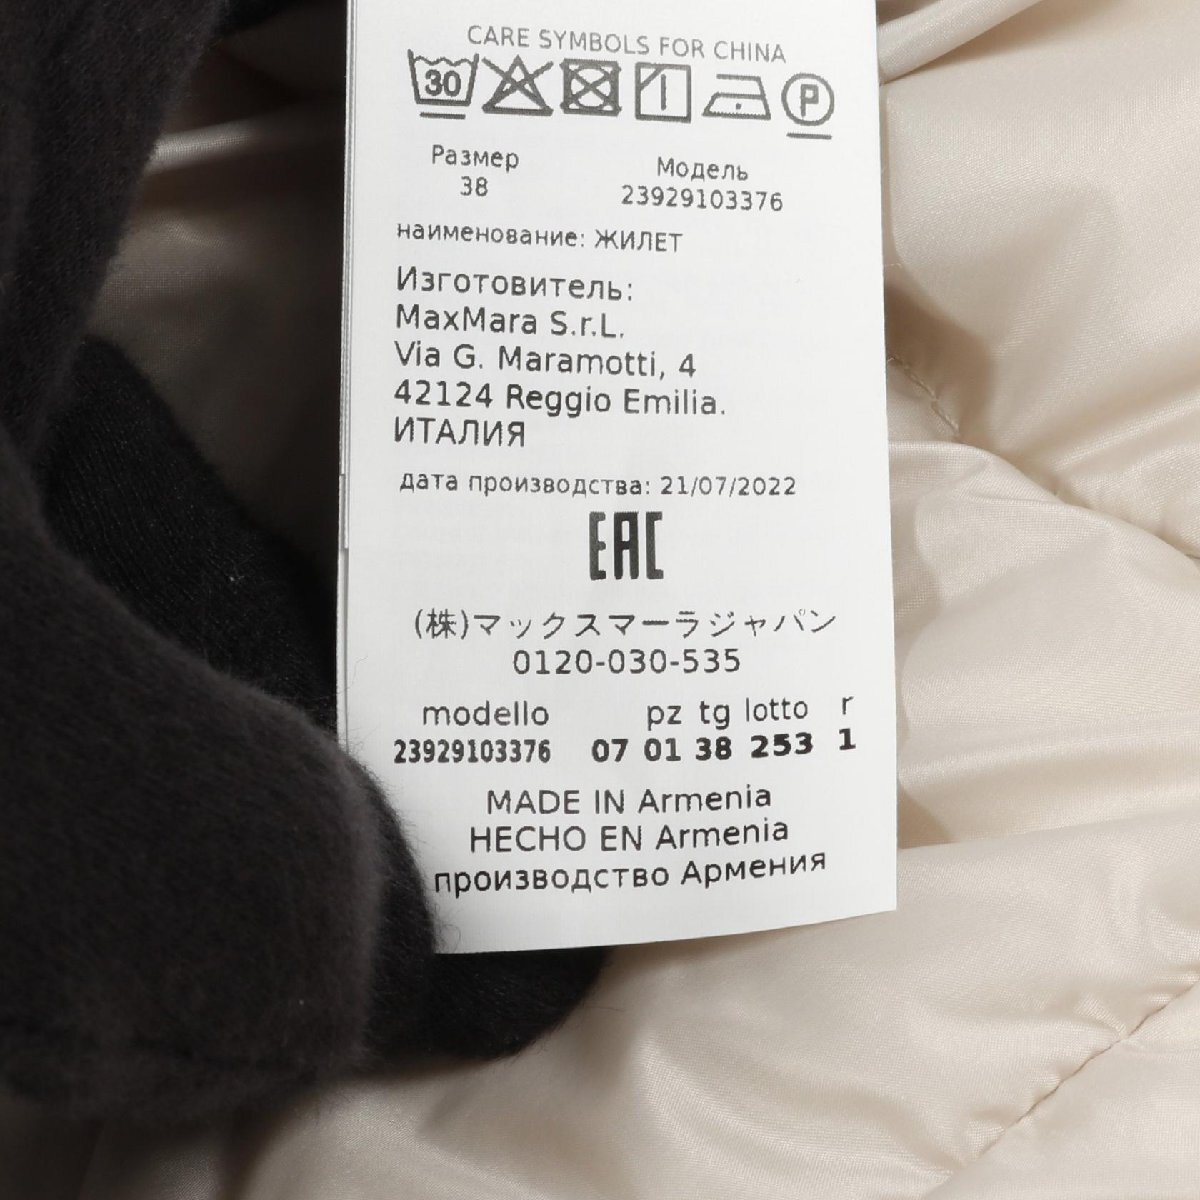 CARE SYMBOLS FOR CHINA
30 P
Размер Модель
38 23929103376
наименование: ЖИЛЕТ
Изготовитель:
MaxMara S.r.L.
Via G. Maramotti, 4
42124 Reggio Emilia.
ИТАЛИЯ
дата производства: 21/07/2022
EAC
(株)マックスマーラジャパン
0120-030-535
modello pz tg lotto r
23929103376 07 01 38 253 1
MADE IN Armenia
HECHO EN Armenia
производство Армения